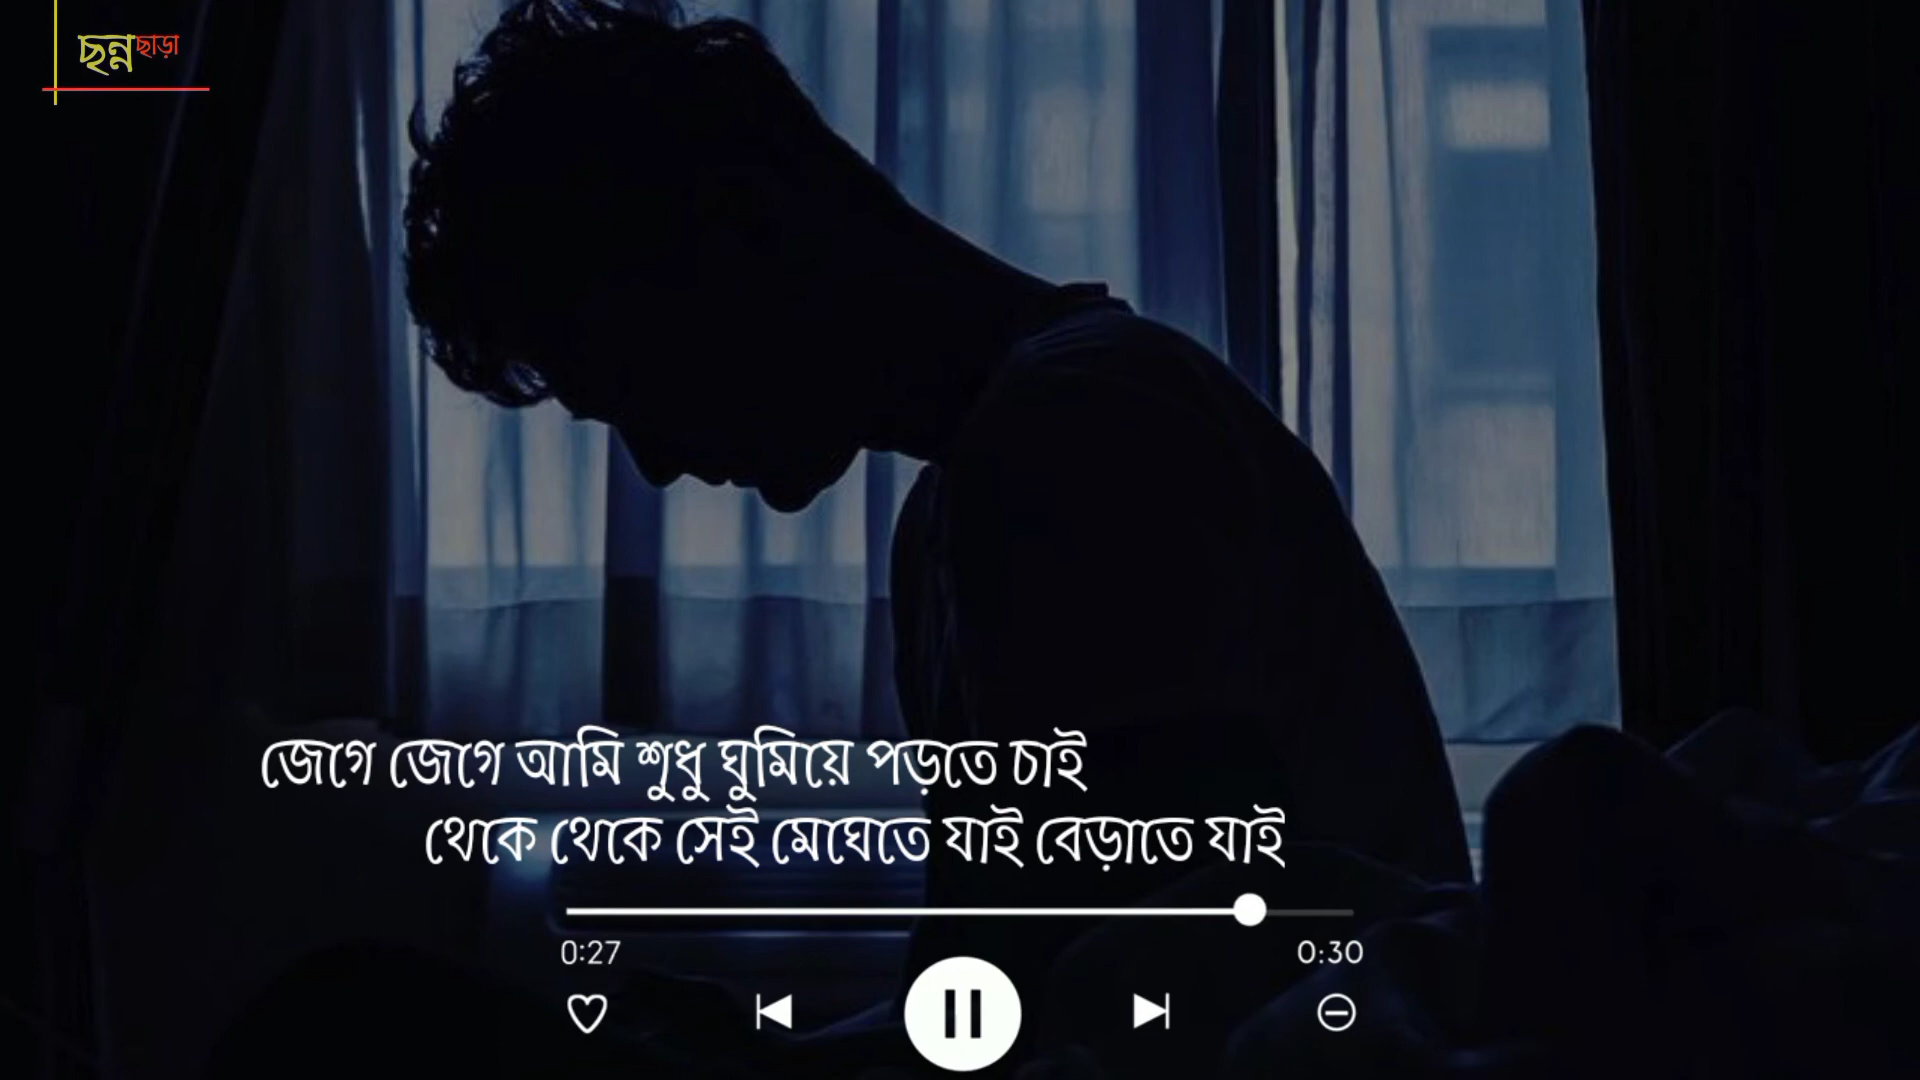 ছন্নছাড়া
জেগে জেগে আমি শুধু ঘুমিয়ে পড়তে চাই
থেকে থেকে সেই মেঘেতে যাই বেড়াতে যাই
0:27 0:30